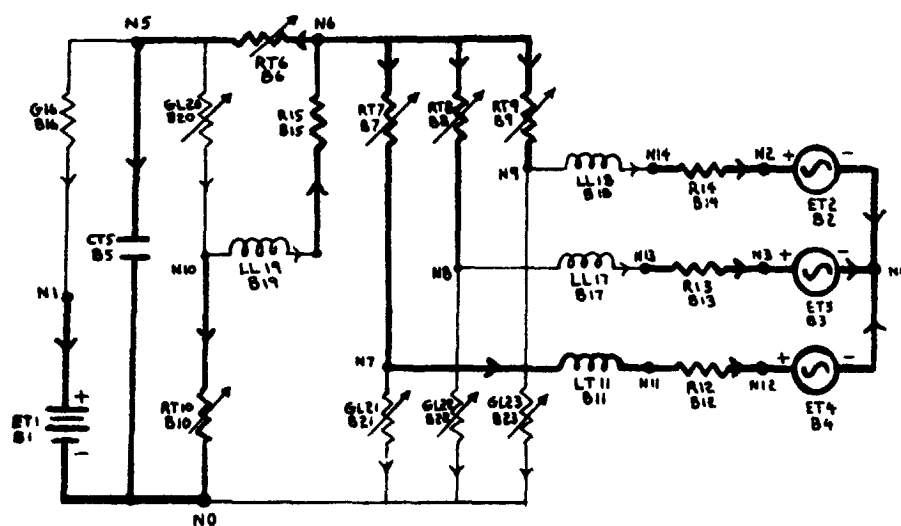 N5
N6
RT6
B6
G16
B16
GL20
B20
R15
B15
RT7
B7
RT8
B8
RT9
B9
N9
LL18
B18
N14
R14
B14
N2
+
-
ET2
B2
CT5
B5
N10
LL19
B19
N8
LL17
B17
N13
R13
B13
N3
+
-
ET3
B3
N4
N1
N7
LT11
B11
N11
R12
B12
N12
+
-
ET4
B4
ET1
B1
+
-
RT10
B10
GL21
B21
GL22
B22
GL23
B23
N0